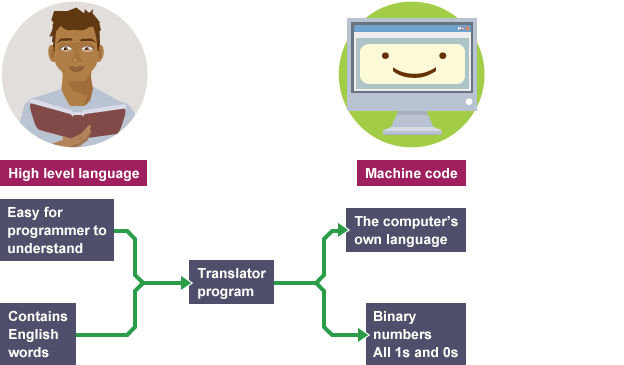 High level language
Machine code
Easy for
programmer to
understand
Contains
English
words
Translator
program
The computer's
own language
Binary
numbers
All 1s and 0s